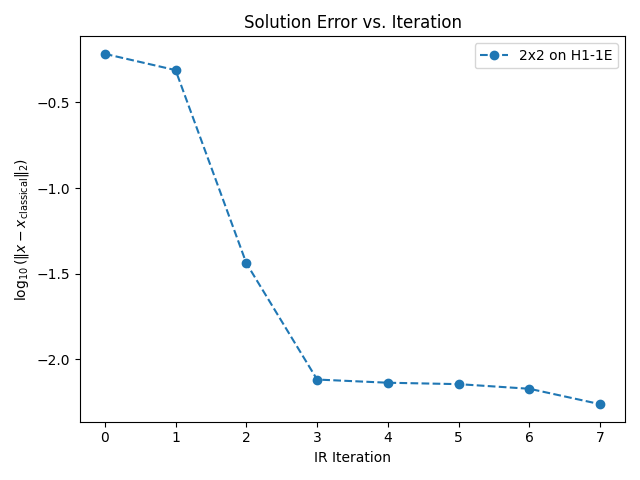 Solution Error vs. Iteration
2x2 on H1-1E
log₁₀(‖x − x_classical‖₂)
−0.5
−1.0
−1.5
−2.0
0 1 2 3 4 5 6 7
IR Iteration